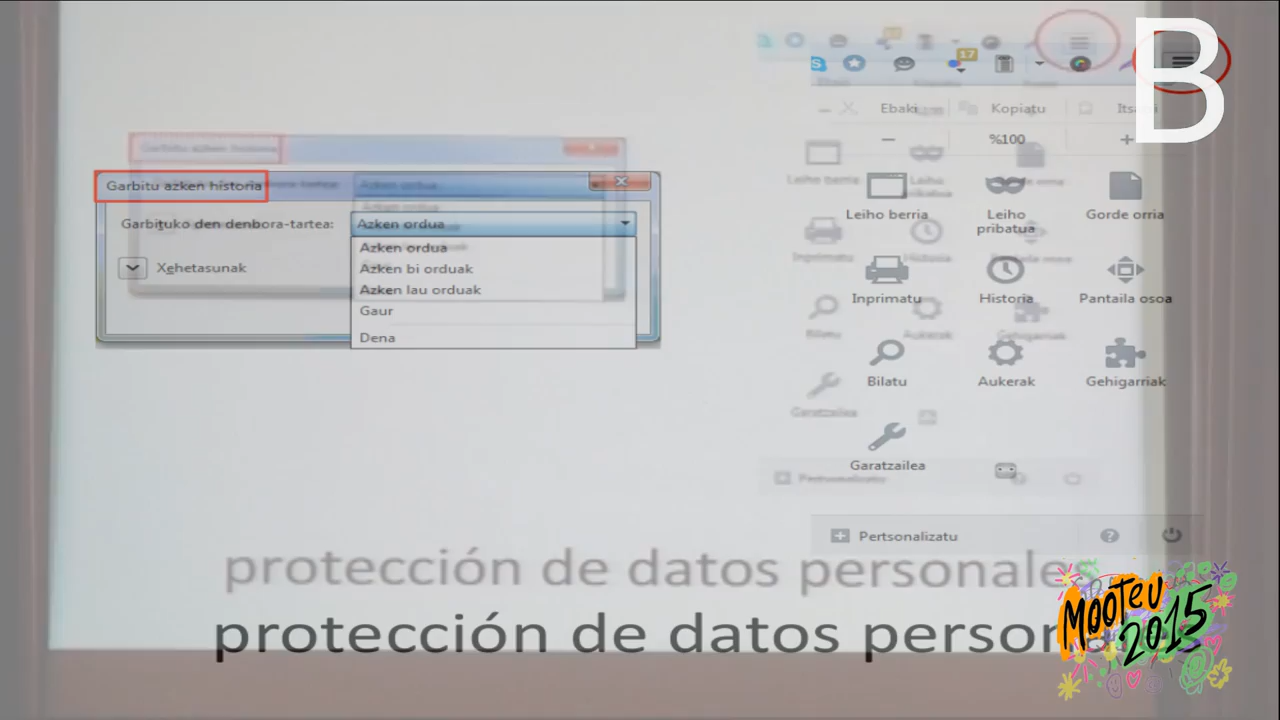 B
17
Ebaki
Kopiatu
%100
Garbitu azken historia
Garbituko den denbora-tartea:
Azken ordua
Azken ordua
Azken bi orduak
Azken lau orduak
Gaur
Dena
Xehetasunak
Leiho berria
Leiho pribatua
Gorde orria
Inprimatu
Historia
Pantaila osoa
Bilatu
Aukerak
Gehigarriak
Garatzailea
Pertsonalizatu
protección de datos personales
protección de datos
MOOTEU
2015